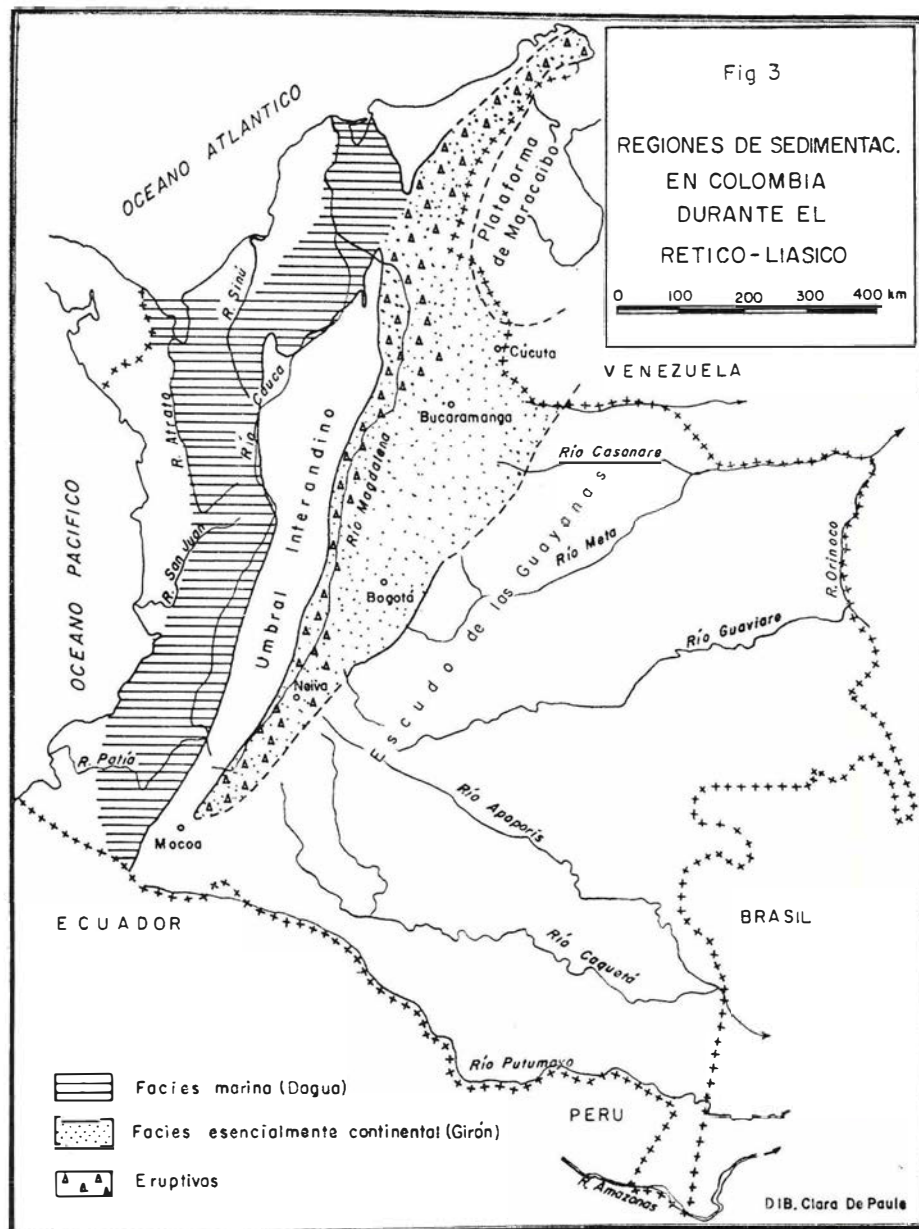 Fig 3
REGIONES DE SEDIMENTAC.
EN COLOMBIA
DURANTE EL
RETICO-LIASICO
0 100 200 300 400 km
OCEANO ATLANTICO
Plataforma
de Maracaibo
R. Sinú
Cúcuta
VENEZUELA
Río Cauca
R. Atrato
Bucaramanga
Río Casanare
Río Magdalena
Umbral Interandino
OCEANO PACIFICO
R. San Juan
Río Meta
R. Orinoco
Escudo de las Guayanas
Bogotá
Río Guaviare
Neiva
R. Patía
Río Apaporís
Mocoa
ECUADOR
BRASIL
Río Caquetá
Río Putumayo
PERU
R. Amazonas
Facies marina (Dagua)
Facies esencialmente continental (Girón)
Eruptivas
DIB. Clara De Paule